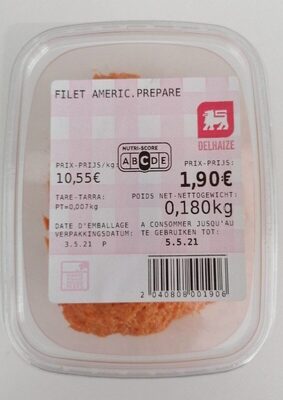 FILET AMERIC.PREPARE
DELHAIZE
NUTRI-SCORE
A B C D E
PRIX-PRIJS/kg
PRIX-PRIJS:
10,55€
1,90€
TARE-TARRA:
POIDS NET-NETTOGEWICHT:
PT=0,007kg
0,180kg
DATE D'EMBALLAGE
A CONSOMMER JUSQU'AU
VERPAKKINGSDATUM:
TE GEBRUIKEN TOT:
3.5.21 P
5.5.21
2 040808 001906